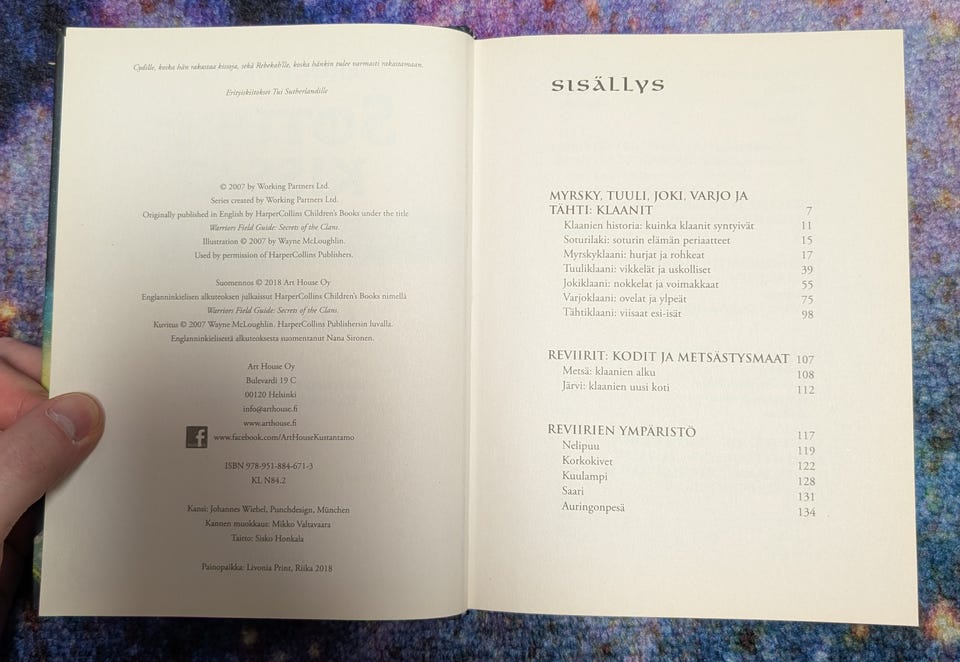 Cydille, koska hän rakastaa kissoja, sekä Rebekah'lle, koska hänkin tulee varmasti rakastamaan.
Erityiskiitokset Tui Sutherlandille
© 2007 by Working Partners Ltd.
Series created by Working Partners Ltd.
Originally published in English by HarperCollins Children's Books under the title
Warriors Field Guide: Secrets of the Clans.
Illustration © 2007 by Wayne McLoughlin.
Used by permission of HarperCollins Publishers.
Suomennos © 2018 Art House Oy
Englanninkielisen alkuteoksen julkaissut HarperCollins Children's Books nimellä
Warriors Field Guide: Secrets of the Clans.
Kuvitus © 2007 Wayne McLoughlin. HarperCollins Publishersin luvalla.
Englanninkielisestä alkuteoksesta suomentanut Nana Sironen.
Art House Oy
Bulevardi 19 C
00120 Helsinki
info@arthouse.fi
www.arthouse.fi
f www.facebook.com/ArtHouseKustantamo
ISBN 978-951-884-671-3
KL N84.2
Kansi: Johannes Wiebel, Punchdesign, München
Kannen muokkaus: Mikko Valtavaara
Taitto: Sisko Honkala
Painopaikka: Livonia Print, Riika 2018
SISÄLLYS
MYRSKY, TUULI, JOKI, VARJO JA
TÄHTI: KLAANIT 7
Klaanien historia: kuinka klaanit syntyivät 11
Soturilaki: soturin elämän periaatteet 15
Myrskyklaani: hurjat ja rohkeat 17
Tuuliklaani: vikkelät ja uskolliset 39
Jokiklaani: nokkelat ja voimakkaat 55
Varjoklaani: ovelat ja ylpeät 75
Tähtiklaani: viisaat esi-isät 98
REVIIRIT: KODIT JA METSÄSTYSMAAT 107
Metsä: klaanien alku 108
Järvi: klaanien uusi koti 112
REVIIRIEN YMPÄRISTÖ 117
Nelipuu 119
Korkokivet 122
Kuulampi 128
Saari 131
Auringonpesä 134